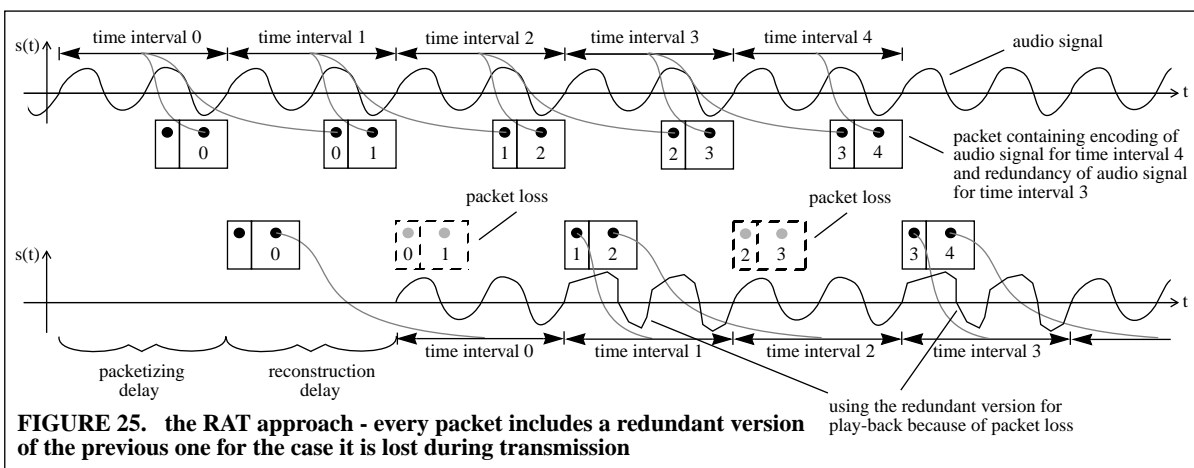 s(t)
time interval 0
time interval 1
time interval 2
time interval 3
time interval 4
audio signal
t
0
0 1
1 2
2 3
3 4
packet containing encoding of
audio signal for time interval 4
and redundancy of audio signal
for time interval 3
packet loss
packet loss
s(t)
0
0 1
1 2
2 3
3 4
t
time interval 0
time interval 1
time interval 2
time interval 3
packetizing
delay
reconstruction
delay
using the redundant version for
play-back because of packet loss
FIGURE 25. the RAT approach - every packet includes a redundant version
of the previous one for the case it is lost during transmission